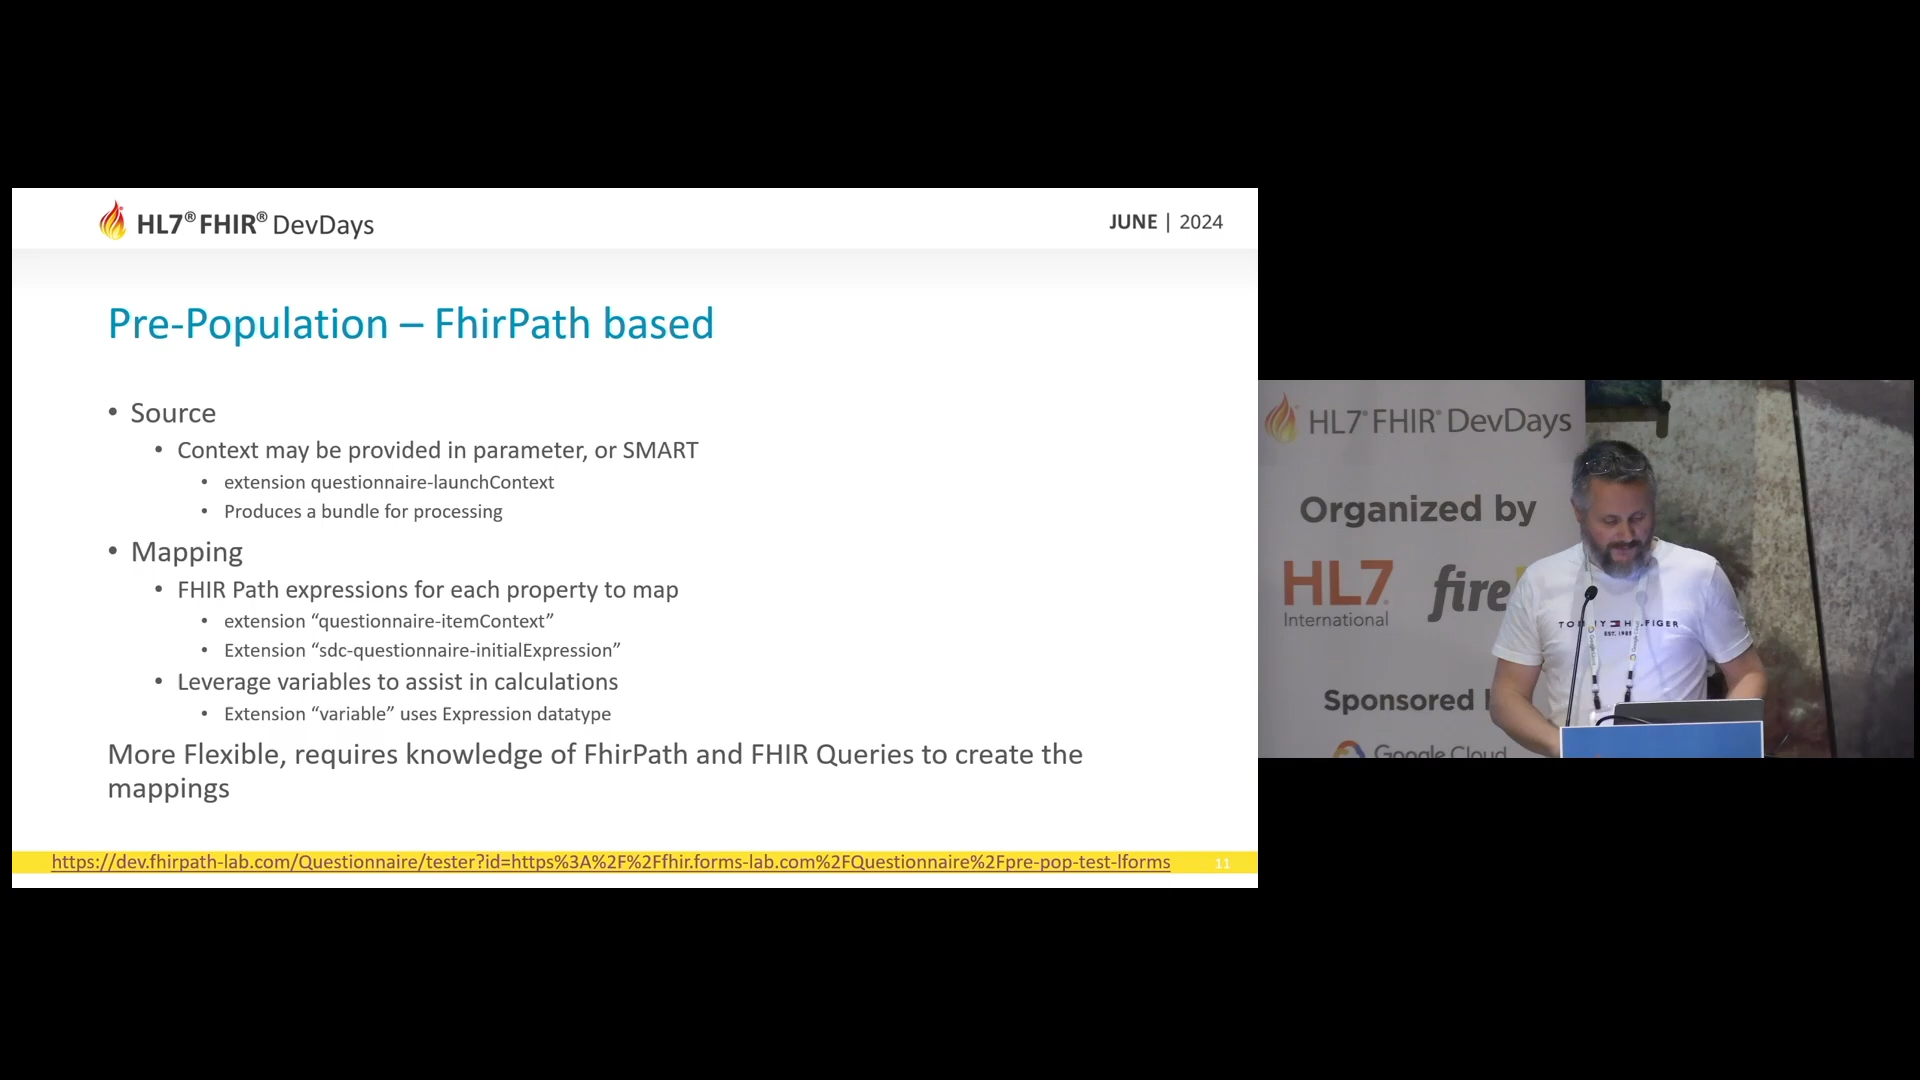 HL7® FHIR® DevDays
JUNE | 2024
Pre-Population – FhirPath based
• Source
• Context may be provided in parameter, or SMART
• extension questionnaire-launchContext
• Produces a bundle for processing
• Mapping
• FHIR Path expressions for each property to map
• extension “questionnaire-itemContext”
• Extension “sdc-questionnaire-initialExpression”
• Leverage variables to assist in calculations
• Extension “variable” uses Expression datatype
More Flexible, requires knowledge of FhirPath and FHIR Queries to create the
mappings
https://dev.fhirpath-lab.com/Questionnaire/tester?id=https%3A%2F%2Ffhir.forms-lab.com%2FQuestionnaire%2Fpre-pop-test-lforms
11
HL7® FHIR® DevDays
Organized by
HL7
International
fire
Sponsored
Google Cloud